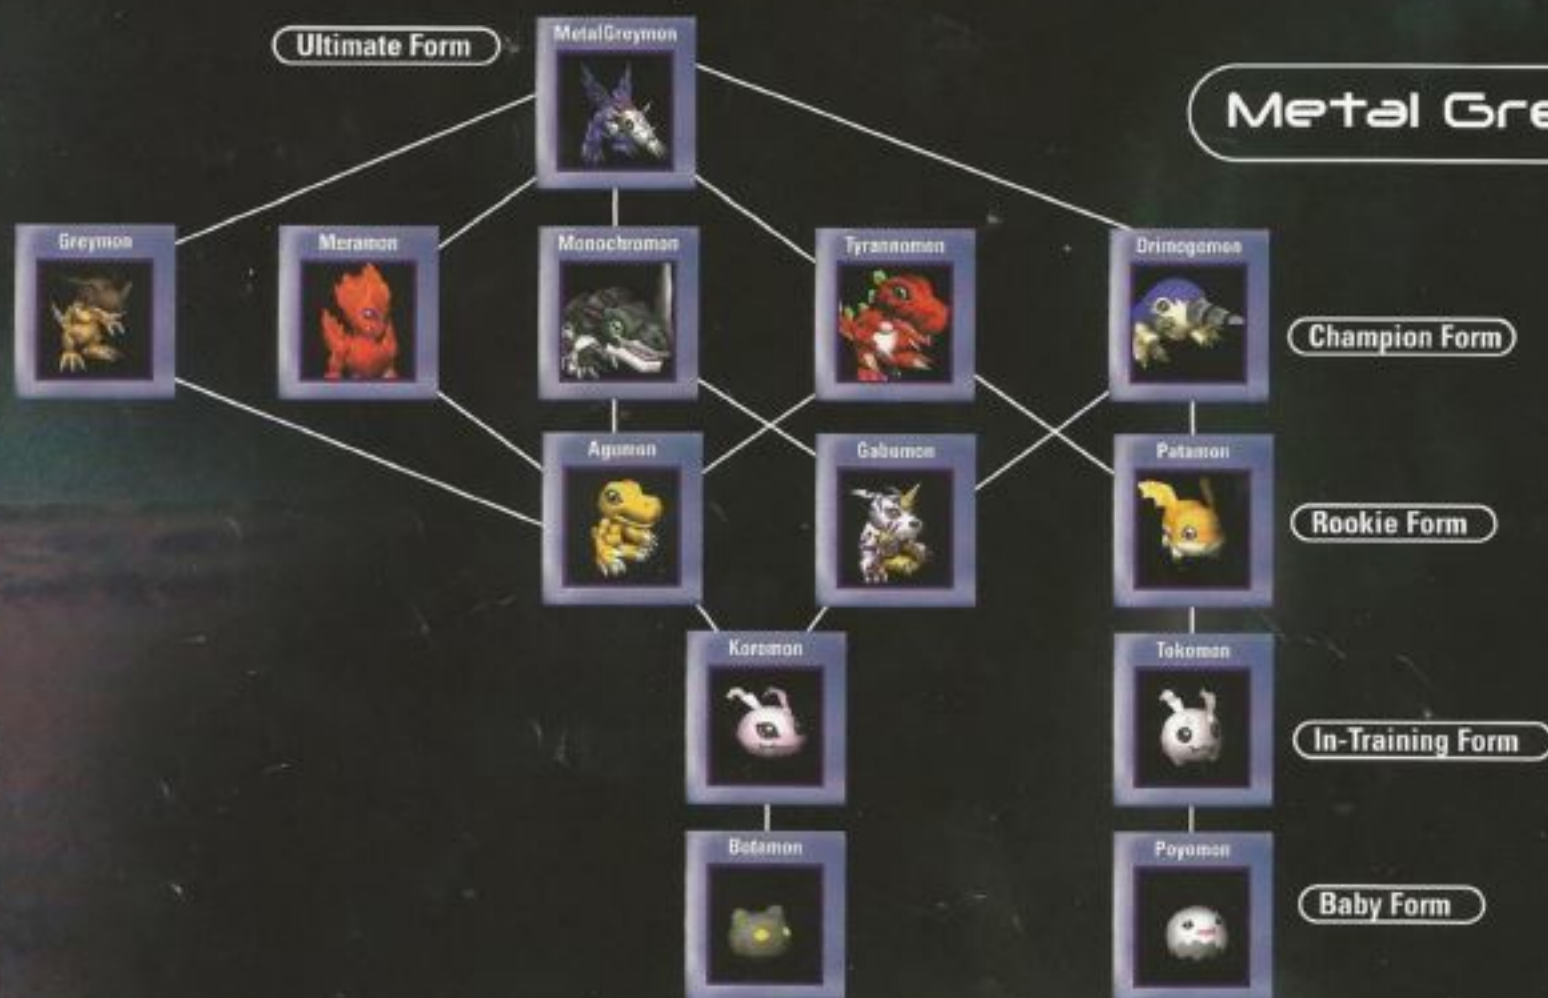 Ultimate Form
MetalGreymon
Metal Gre
Greymon
Meramon
Monochromon
Tyrannomon
Drimogomon
Champion Form
Agumon
Gabumon
Patamon
Rookie Form
Koromon
Tokomon
In-Training Form
Botamon
Poyomon
Baby Form